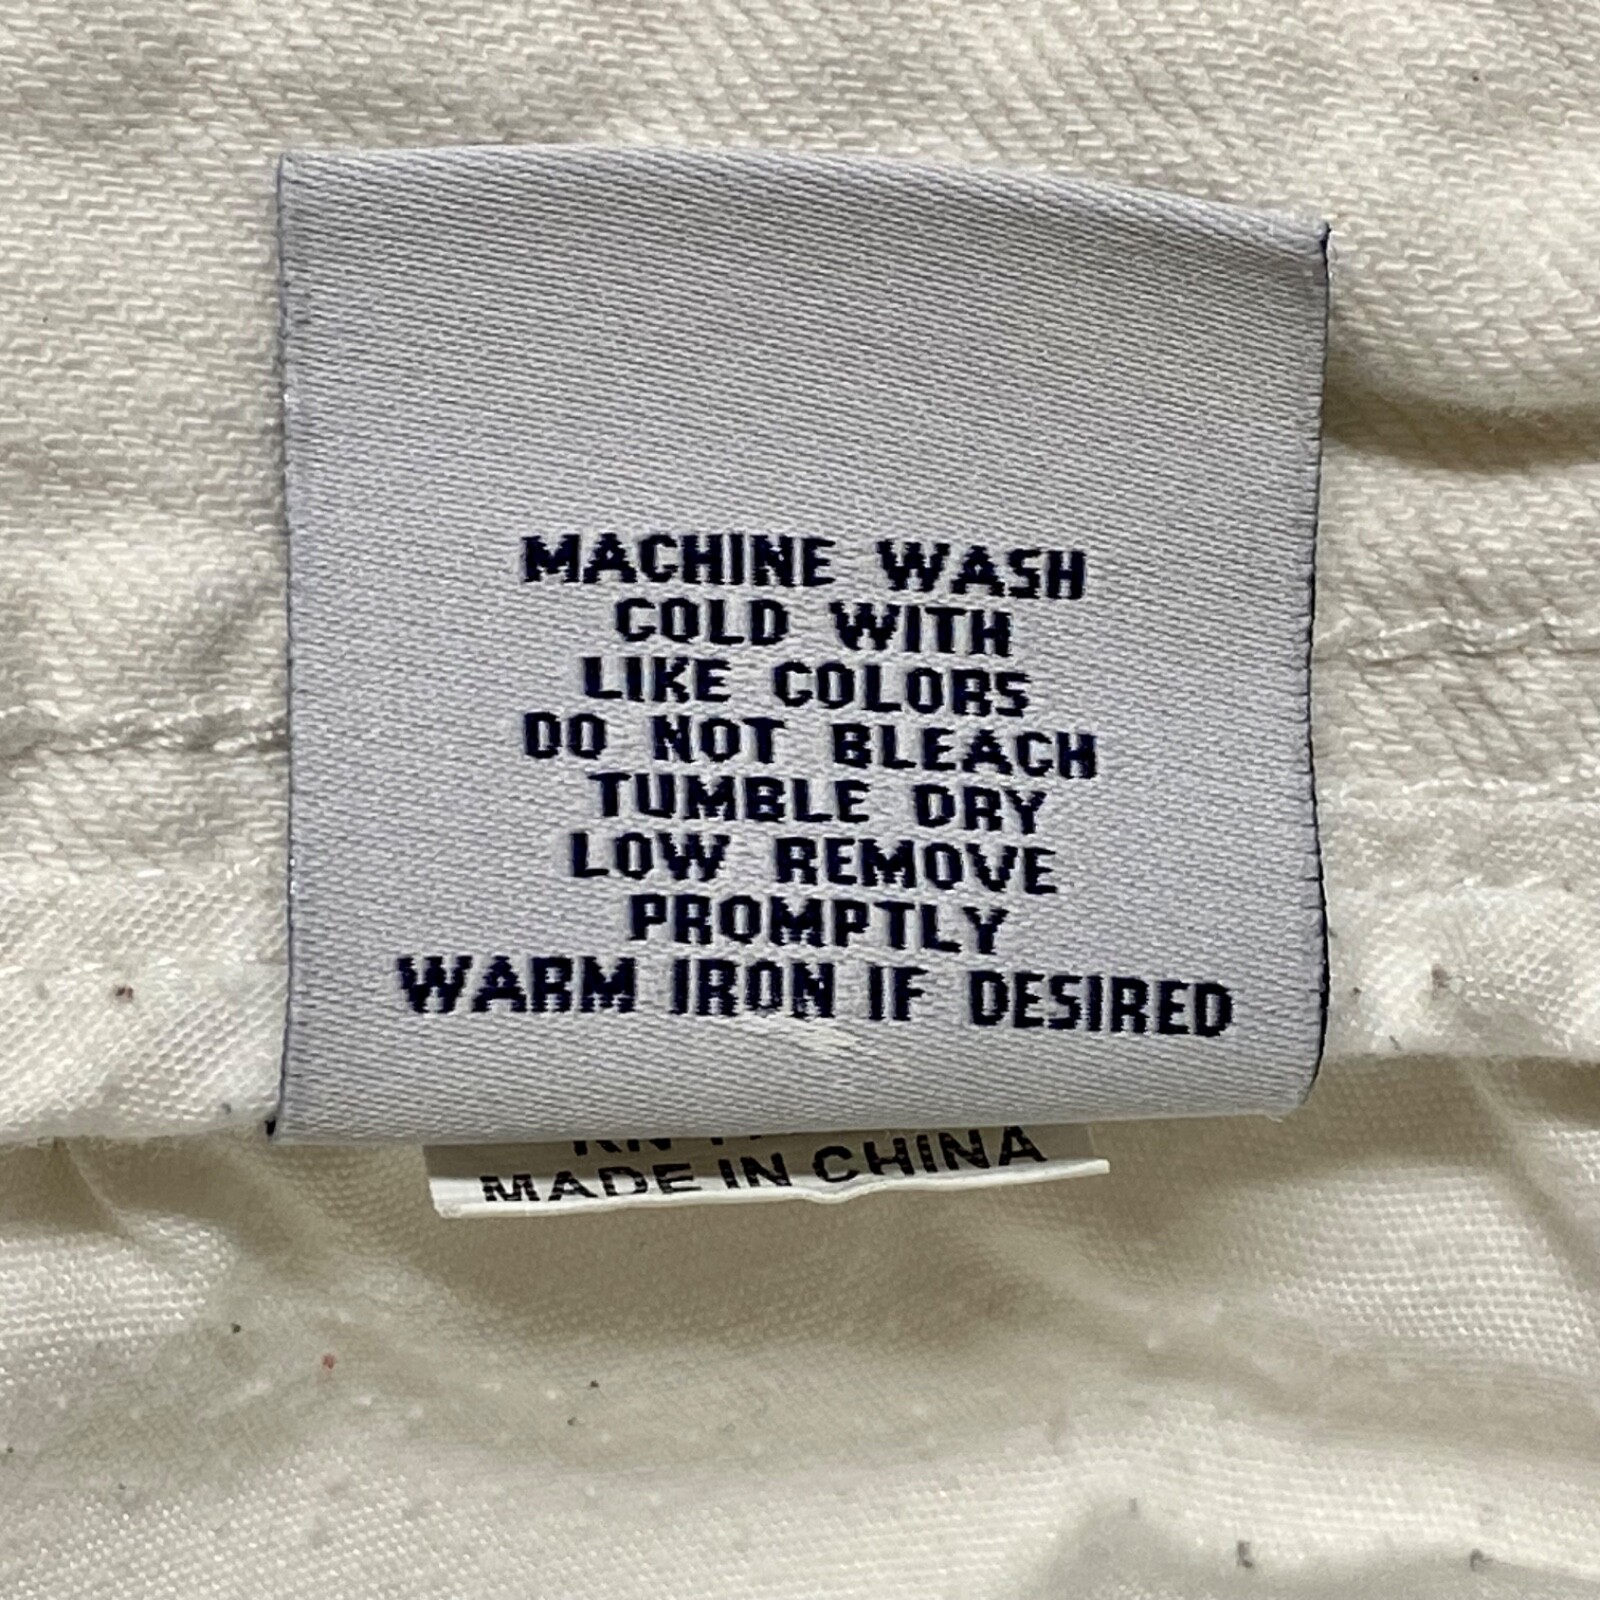 MACHINE WASH
COLD WITH
LIKE COLORS
DO NOT BLEACH
TUMBLE DRY
LOW REMOVE
PROMPTLY
WARM IRON IF DESIRED
RN
MADE IN CHINA